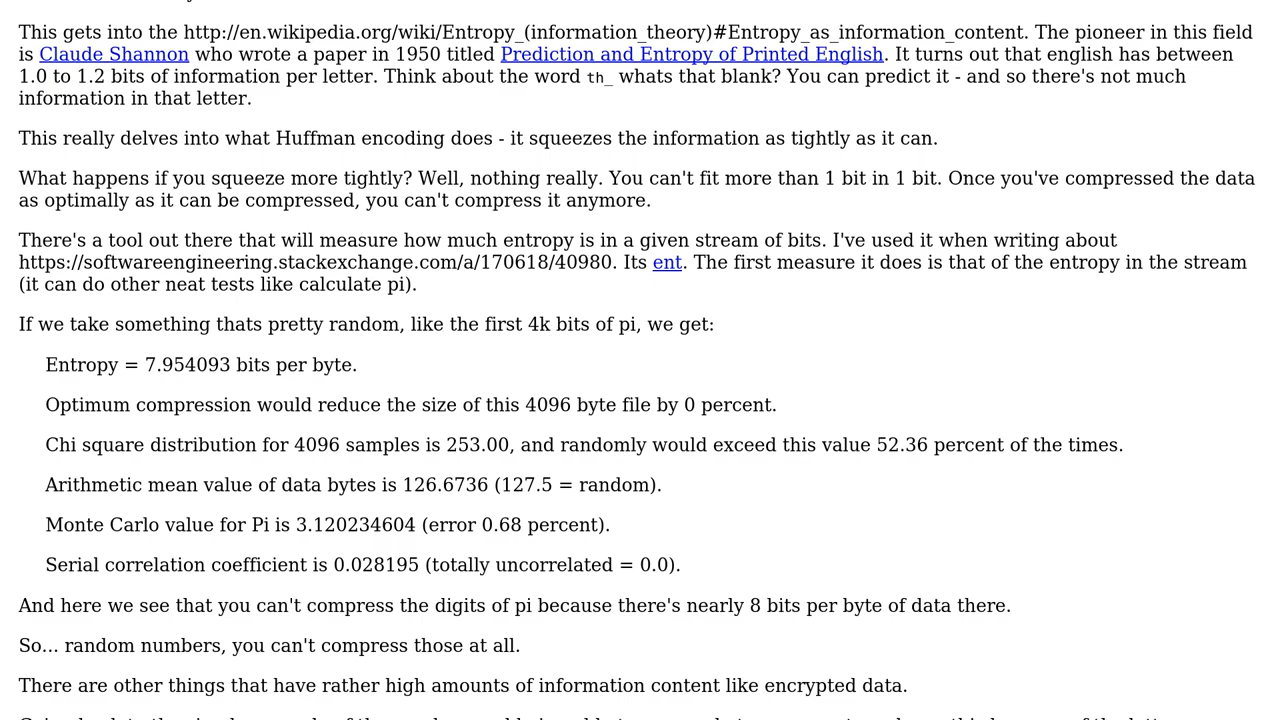 This gets into the http://en.wikipedia.org/wiki/Entropy_(information_theory)#Entropy_as_information_content. The pioneer in this field
is Claude Shannon who wrote a paper in 1950 titled Prediction and Entropy of Printed English. It turns out that english has between
1.0 to 1.2 bits of information per letter. Think about the word th_ whats that blank? You can predict it - and so there's not much
information in that letter.
This really delves into what Huffman encoding does - it squeezes the information as tightly as it can.
What happens if you squeeze more tightly? Well, nothing really. You can't fit more than 1 bit in 1 bit. Once you've compressed the data
as optimally as it can be compressed, you can't compress it anymore.
There's a tool out there that will measure how much entropy is in a given stream of bits. I've used it when writing about
https://softwareengineering.stackexchange.com/a/170618/40980. Its ent. The first measure it does is that of the entropy in the stream
(it can do other neat tests like calculate pi).
If we take something thats pretty random, like the first 4k bits of pi, we get:
Entropy = 7.954093 bits per byte.
Optimum compression would reduce the size of this 4096 byte file by 0 percent.
Chi square distribution for 4096 samples is 253.00, and randomly would exceed this value 52.36 percent of the times.
Arithmetic mean value of data bytes is 126.6736 (127.5 = random).
Monte Carlo value for Pi is 3.120234604 (error 0.68 percent).
Serial correlation coefficient is 0.028195 (totally uncorrelated = 0.0).
And here we see that you can't compress the digits of pi because there's nearly 8 bits per byte of data there.
So... random numbers, you can't compress those at all.
There are other things that have rather high amounts of information content like encrypted data.